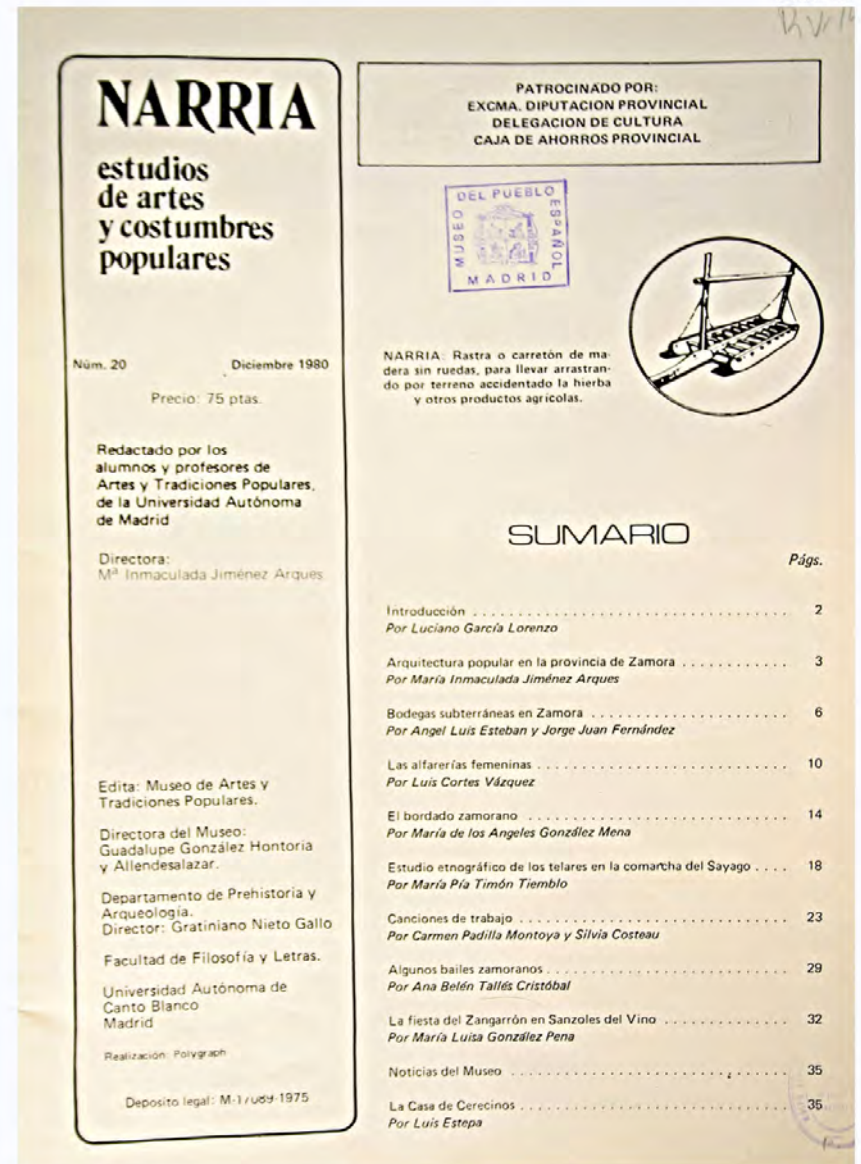 NARRIA
estudios
de artes
y costumbres
populares
Núm. 20 Diciembre 1980
Precio: 75 ptas.
Redactado por los
alumnos y profesores de
Artes y Tradiciones Populares,
de la Universidad Autónoma
de Madrid
Directora:
Mª Inmaculada Jiménez Arques
Edita: Museo de Artes y
Tradiciones Populares.
Directora del Museo:
Guadalupe González Hontoria
y Allendesalazar.
Departamento de Prehistoria y
Arqueología.
Director: Gratiniano Nieto Gallo
Facultad de Filosofía y Letras.
Universidad Autónoma de
Canto Blanco
Madrid
Realización: Polygraph
Deposito legal: M-17089-1975
PATROCINADO POR:
EXCMA. DIPUTACION PROVINCIAL
DELEGACION DE CULTURA
CAJA DE AHORROS PROVINCIAL
MUSEO DEL PUEBLO ESPAÑOL
MADRID
NARRIA: Rastra o carretón de ma-
dera sin ruedas, para llevar arrastran-
do por terreno accidentado la hierba
y otros productos agrícolas.
SUMARIO
Págs.
Introducción . . . . . . . . . . 2
Por Luciano García Lorenzo
Arquitectura popular en la provincia de Zamora . . . . . . . . . . 3
Por María Inmaculada Jiménez Arques
Bodegas subterráneas en Zamora . . . . . . . . . . 6
Por Angel Luis Esteban y Jorge Juan Fernández
Las alfarerías femeninas . . . . . . . . . . 10
Por Luis Cortes Vázquez
El bordado zamorano . . . . . . . . . . 14
Por María de los Angeles González Mena
Estudio etnográfico de los telares en la comarcha del Sayago . . . . 18
Por María Pía Timón Tiemblo
Canciones de trabajo . . . . . . . . . . 23
Por Carmen Padilla Montoya y Silvia Costeau
Algunos bailes zamoranos . . . . . . . . . . 29
Por Ana Belén Tallés Cristóbal
La fiesta del Zangarrón en Sanzoles del Vino . . . . . . . . . . 32
Por María Luisa González Pena
Noticias del Museo . . . . . . . . . . 35
La Casa de Cerecinos . . . . . . . . . . 35
Por Luis Estepa